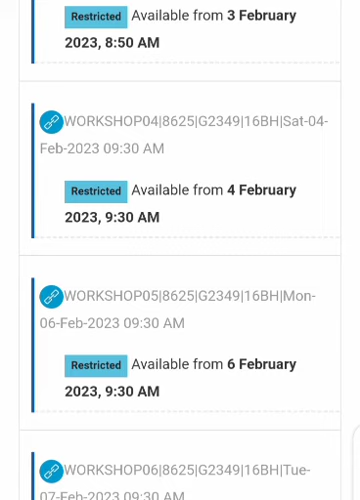 Restricted Available from 3 February
2023, 8:50 AM
WORKSHOP04|8625|G2349|16BH|Sat-04-
Feb-2023 09:30 AM
Restricted Available from 4 February
2023, 9:30 AM
WORKSHOP05|8625|G2349|16BH|Mon-
06-Feb-2023 09:30 AM
Restricted Available from 6 February
2023, 9:30 AM
WORKSHOP06|8625|G2349|16BH|Tue-
07-Feb-2023 09:30 AM